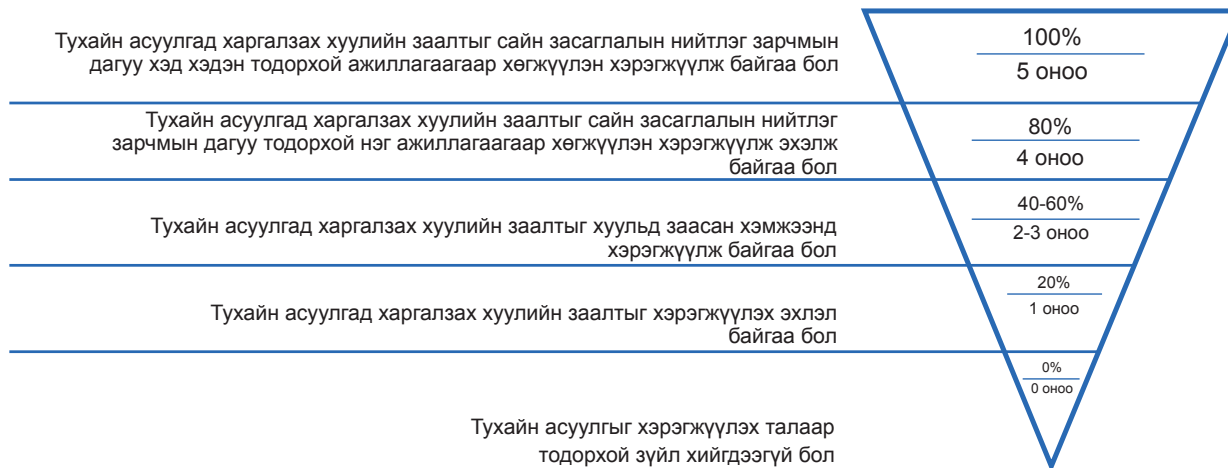 Тухайн асуулгад харгалзах хуулийн заалтыг сайн засаглалын нийтлэг зарчмын
дагуу хэд хэдэн тодорхой ажиллагаагаар хөгжүүлэн хэрэгжүүлж байгаа бол
100%
5 оноо
Тухайн асуулгад харгалзах хуулийн заалтыг сайн засаглалын нийтлэг
зарчмын дагуу тодорхой нэг ажиллагаагаар хөгжүүлэн хэрэгжүүлж эхэлж
байгаа бол
80%
4 оноо
Тухайн асуулгад харгалзах хуулийн заалтыг хуульд заасан хэмжээнд
хэрэгжүүлж байгаа бол
40-60%
2-3 оноо
Тухайн асуулгад харгалзах хуулийн заалтыг хэрэгжүүлэх эхлэл
байгаа бол
20%
1 оноо
Тухайн асуулгыг хэрэгжүүлэх талаар
тодорхой зүйл хийгдээгүй бол
0%
0 оноо